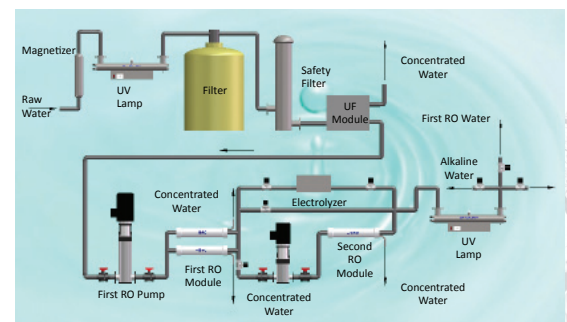 Magnetizer
Raw
Water
UV
Lamp
Filter
Safety
Filter
UF
Module
Concentrated
Water
First RO Water
Alkaline
Water
Concentrated
Water
Electrolyzer
UV
Lamp
First RO Pump
First RO
Module
Concentrated
Water
Second
RO
Module
Concentrated
Water